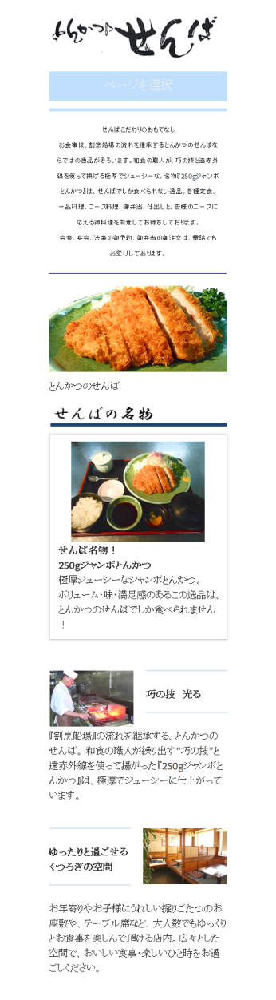 とんかつの せんば
ページを選択
せんばこだわりのおもてなし
お食事は、割烹船場の流れを継承するとんかつのせんばな
らではの逸品がそろいます。和食の職人が、巧の技と遠赤外
線を使って揚げる極厚でジューシーな、名物『250gジャンボ
とんかつ』は、せんばでしか食べられない逸品。各種定食、
一品料理、コース料理、御弁当、仕出しと、皆様のニーズに
応える御料理を用意してお待ちしております。
会食、宴会、法事の御予約、御弁当の御注文は、電話でも
お受けしております。
とんかつのせんば
せんばの名物
せんば名物！
250gジャンボとんかつ
極厚ジューシーなジャンボとんかつ。
ボリューム・味・満足感のあるこの逸品は、
とんかつのせんばでしか食べられません
！
巧の技 光る
『割烹船場』の流れを継承する、とんかつの
せんば。和食の職人が繰り出す“巧の技”と
遠赤外線を使って揚がった『250gジャンボと
んかつ』は、極厚でジューシーに仕上がって
います。
ゆったりと過ごせる
くつろぎの空間
お年寄りやお子様にうれしい掘りごたつのお
座敷や、テーブル席など、大人数でもゆっくり
とお食事を楽しんで頂ける店内。広々とした
空間で、おいしい食事・楽しいひと時をお過
ごしください。